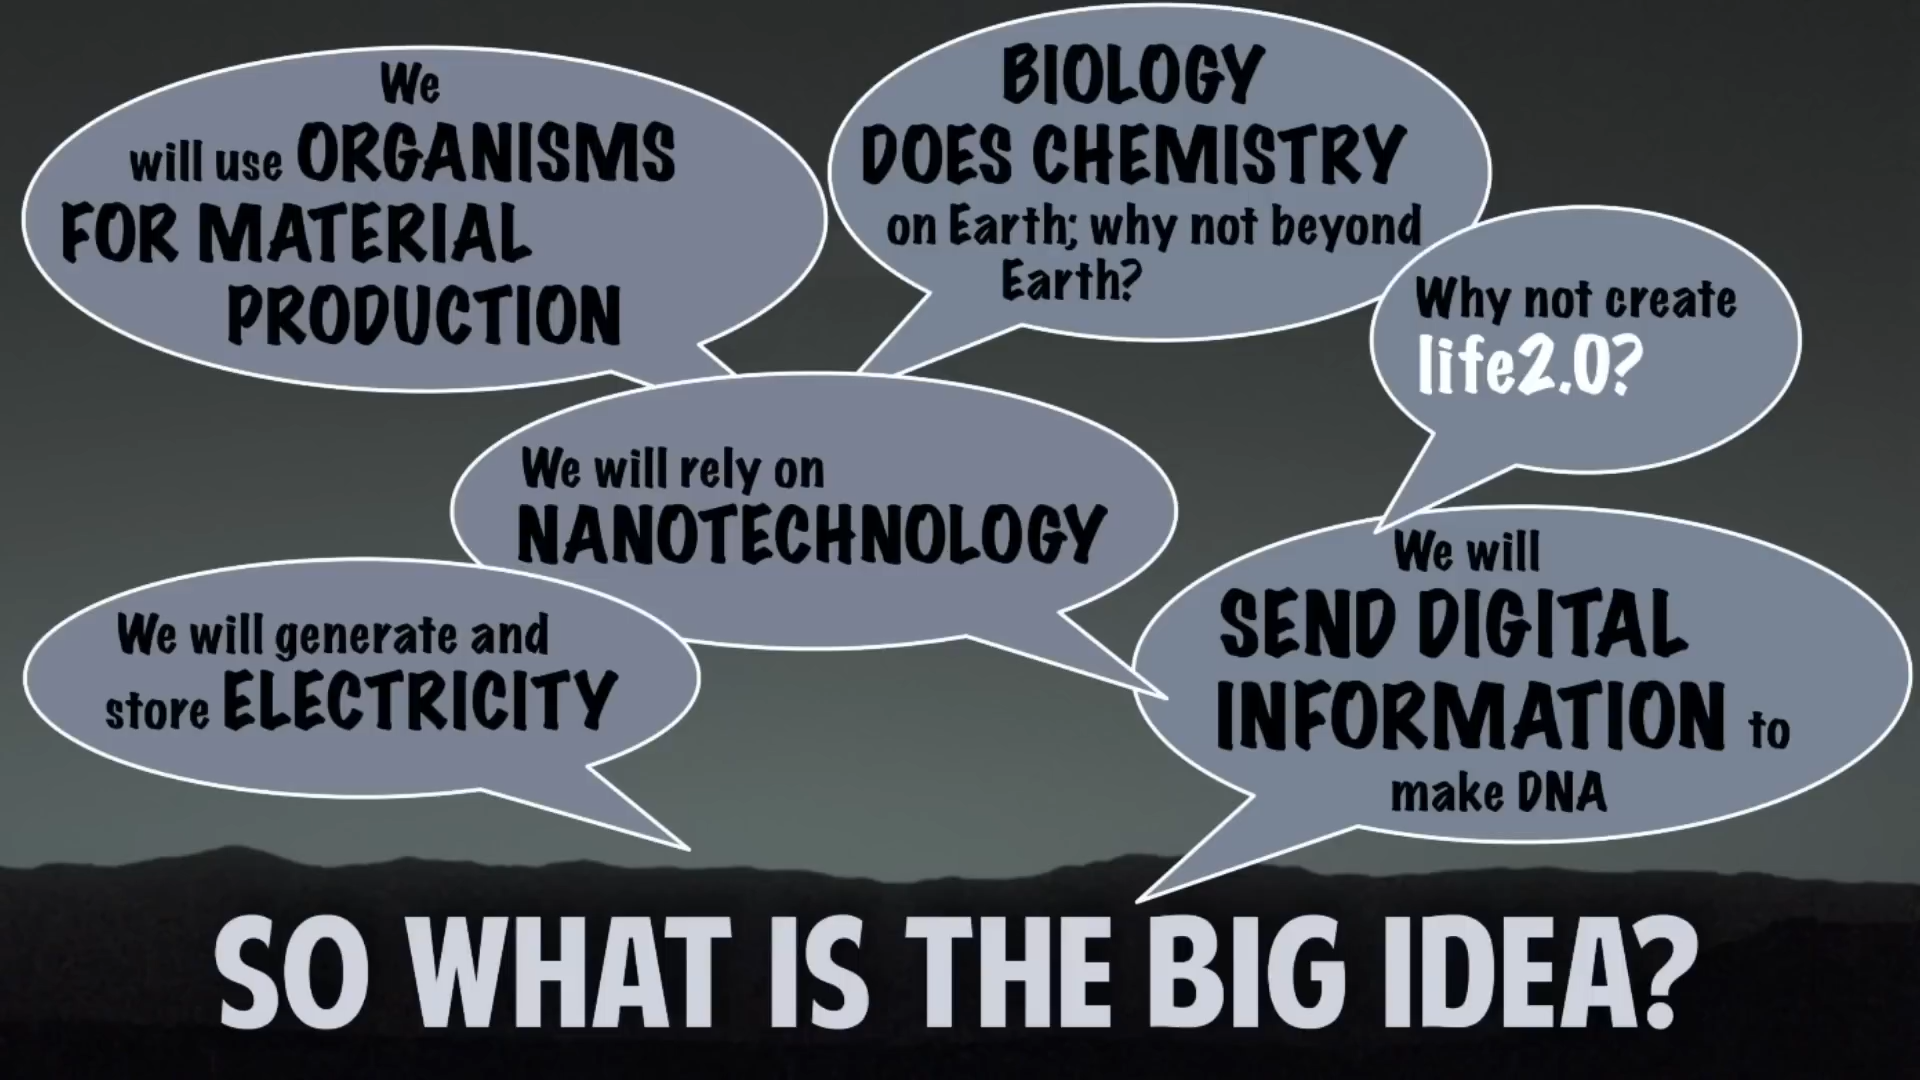 We
will use ORGANISMS
FOR MATERIAL
PRODUCTION
BIOLOGY
DOES CHEMISTRY
on Earth; why not beyond
Earth?
Why not create
life2.0?
We will rely on
NANOTECHNOLOGY
We will generate and
store ELECTRICITY
We will
SEND DIGITAL
INFORMATION to
make DNA
SO WHAT IS THE BIG IDEA?